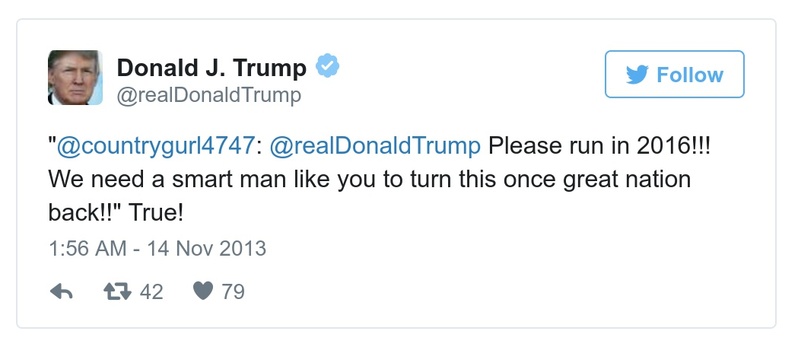 Donald J. Trump
@realDonaldTrump
Follow
"@countrygurl4747: @realDonaldTrump Please run in 2016!!!
We need a smart man like you to turn this once great nation
back!!" True!
1:56 AM - 14 Nov 2013
42 79